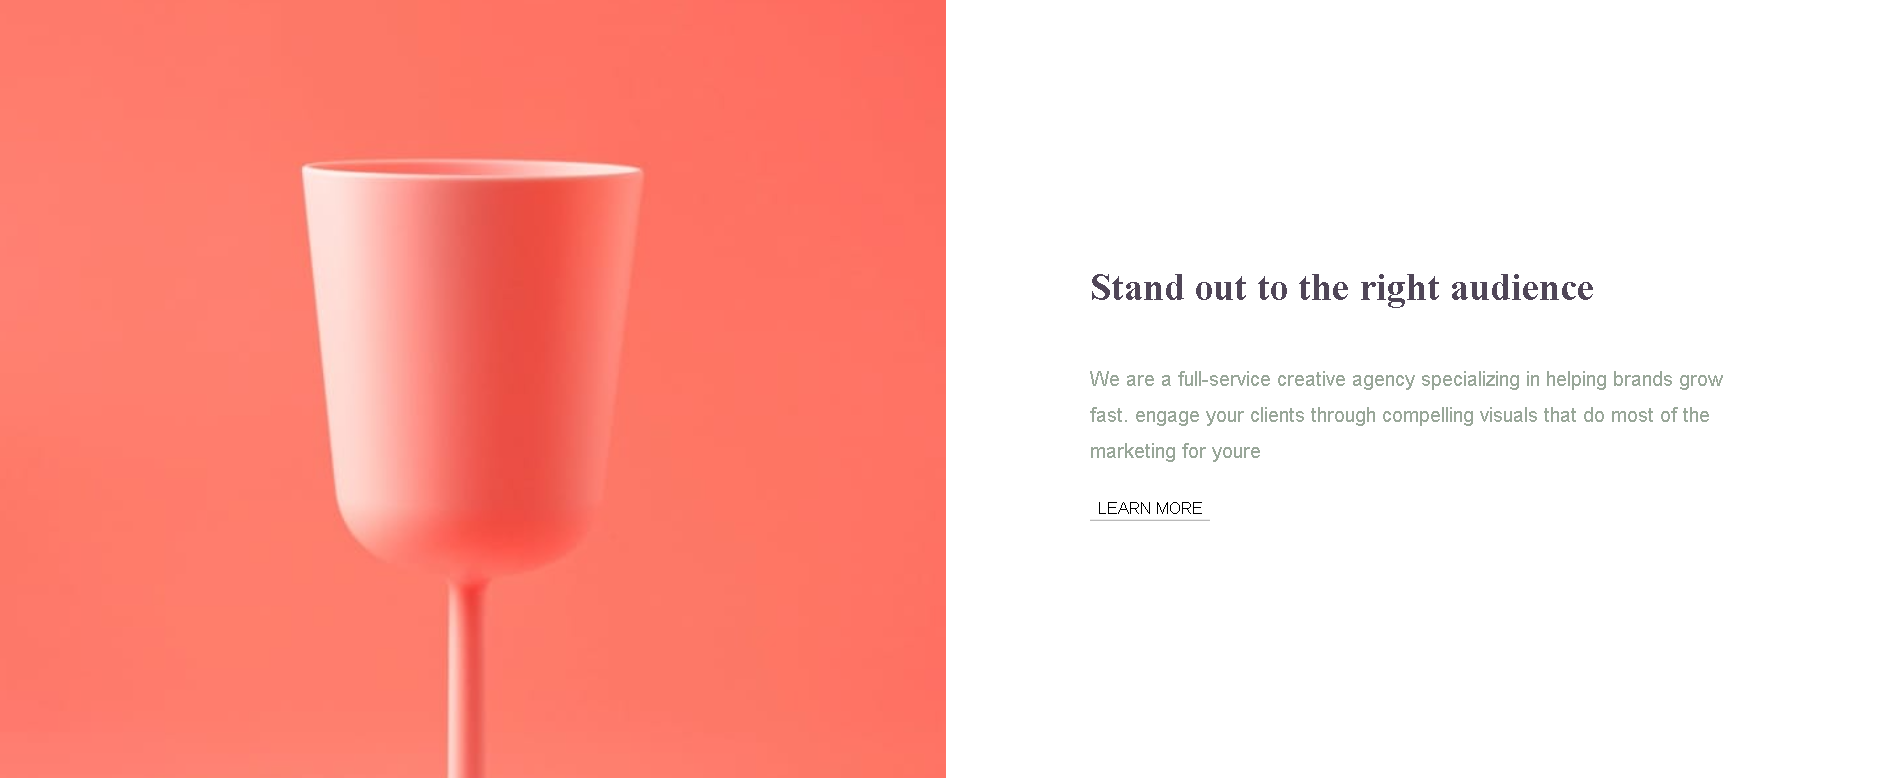 Stand out to the right audience
We are a full-service creative agency specializing in helping brands grow
fast. engage your clients through compelling visuals that do most of the
marketing for youre
LEARN MORE